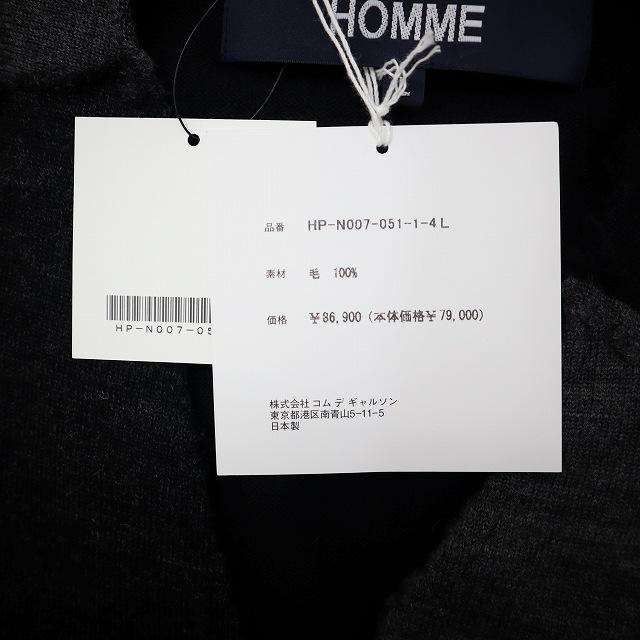 HOMME
品番 HP-N007-051-1-4 L
素材 毛 100%
価格 ¥86,900 (本体価格¥79,000)
株式会社 コム デ ギャルソン
東京都港区南青山5-11-5
日本製
HP-N007-05